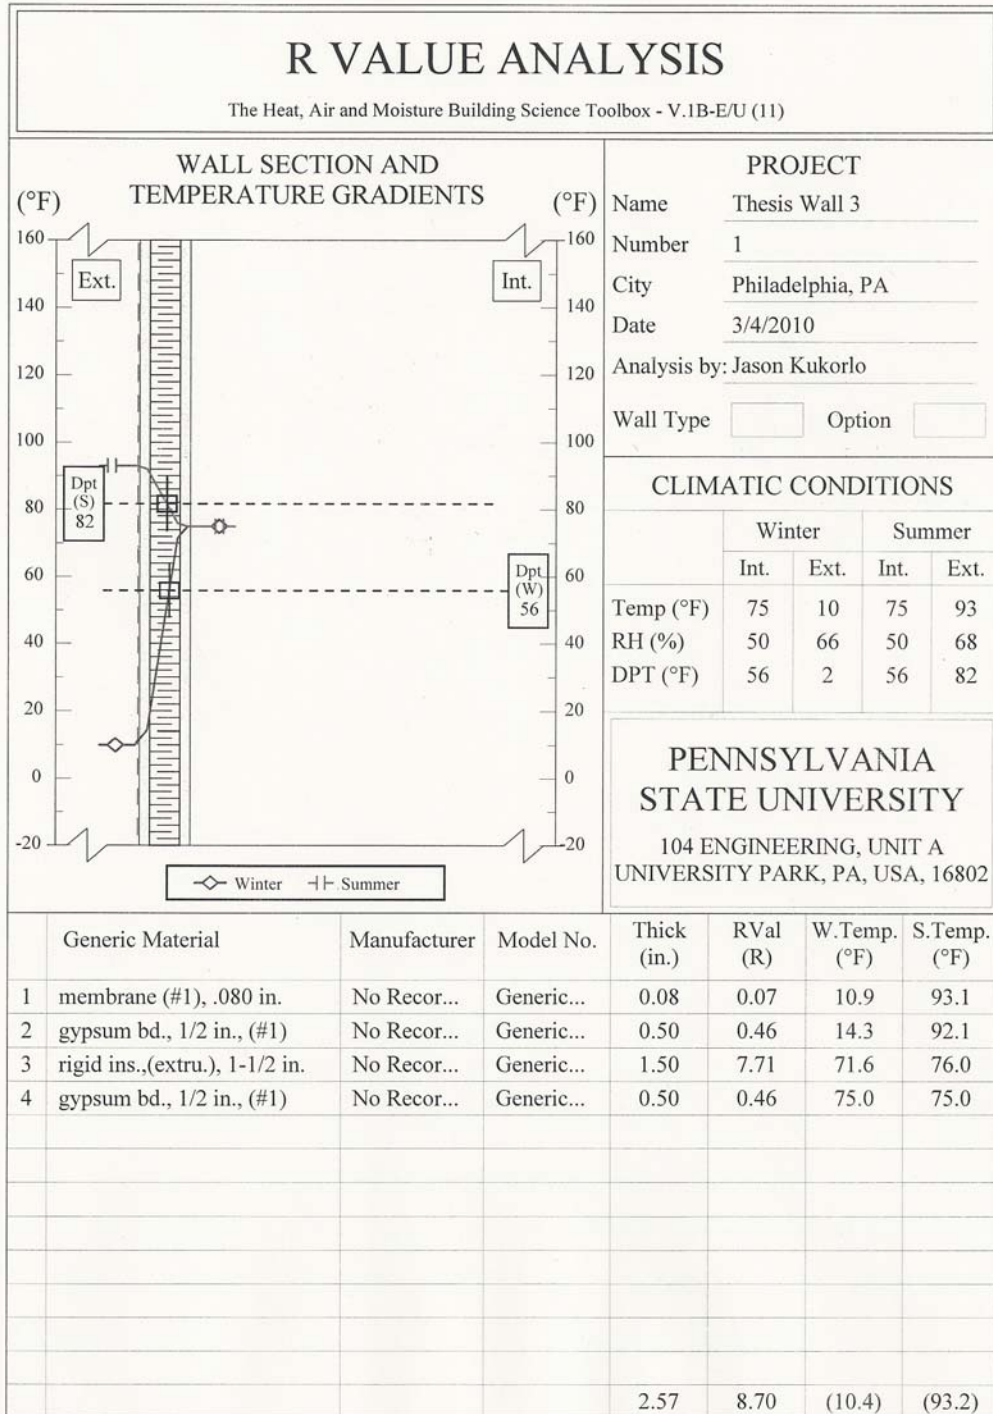 R VALUE ANALYSIS
The Heat, Air and Moisture Building Science Toolbox - V.1B-E/U (11)
WALL SECTION AND
TEMPERATURE GRADIENTS
(°F) (°F)
160 160
Ext. Int.
140 140
120 120
100 100
Dpt
(S)
82
80 80
60 60
Dpt
(W)
56
40 40
20 20
0 0
-20 -20
Winter Summer
PROJECT
Name Thesis Wall 3
Number 1
City Philadelphia, PA
Date 3/4/2010
Analysis by: Jason Kukorlo
Wall Type Option
CLIMATIC CONDITIONS
Winter Summer
Int. Ext. Int. Ext.
Temp (°F) 75 10 75 93
RH (%) 50 66 50 68
DPT (°F) 56 2 56 82
PENNSYLVANIA
STATE UNIVERSITY
104 ENGINEERING, UNIT A
UNIVERSITY PARK, PA, USA, 16802
Generic Material Manufacturer Model No. Thick RVal W.Temp. S.Temp.
(in.) (R) (°F) (°F)
1 membrane (#1), .080 in. No Recor... Generic... 0.08 0.07 10.9 93.1
2 gypsum bd., 1/2 in., (#1) No Recor... Generic... 0.50 0.46 14.3 92.1
3 rigid ins.,(extru.), 1-1/2 in. No Recor... Generic... 1.50 7.71 71.6 76.0
4 gypsum bd., 1/2 in., (#1) No Recor... Generic... 0.50 0.46 75.0 75.0
2.57 8.70 (10.4) (93.2)